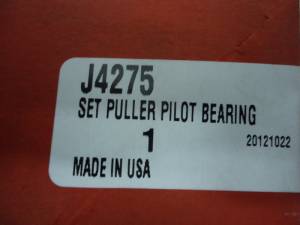 J4275
SET PULLER PILOT BEARING
1
20121022
MADE IN USA